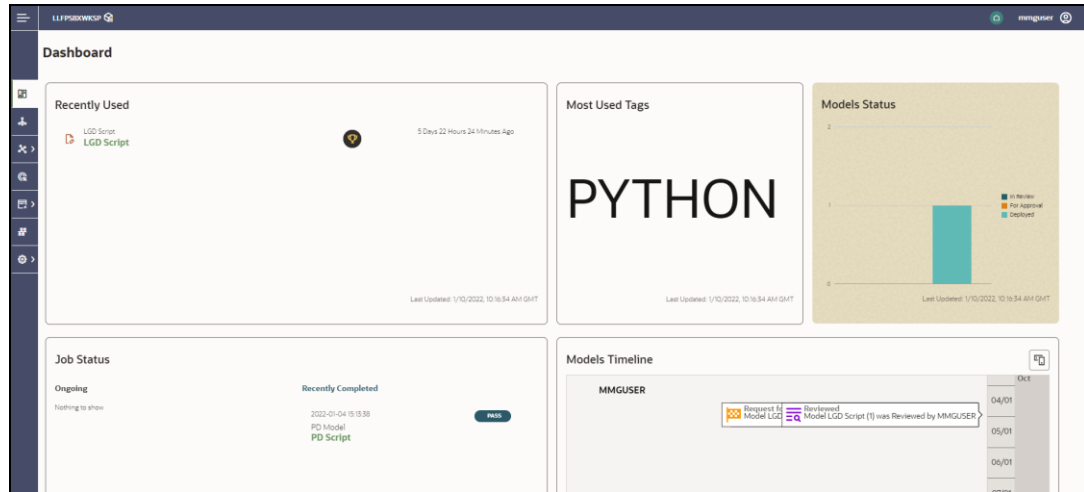 LLFPS8XWKSP
mmguser
Dashboard
Recently Used
LGD Script
LGD Script
5 Days 22 Hours 24 Minutes Ago
Last Updated: 1/10/2022, 10:16:34 AM GMT
Most Used Tags
PYTHON
Last Updated: 1/10/2022, 10:16:34 AM GMT
Models Status
2
1
0
In Review
For Approval
Deployed
Last Updated: 1/10/2022, 10:16:34 AM GMT
Job Status
Ongoing
Nothing to show
Recently Completed
2022-01-04 15:15:38
PD Model
PD Script
PASS
Models Timeline
MMGUSER
Request fo
Model LGD
Reviewed
Model LGD Script (1) was Reviewed by MMGUSER
Oct
04/01
05/01
06/01